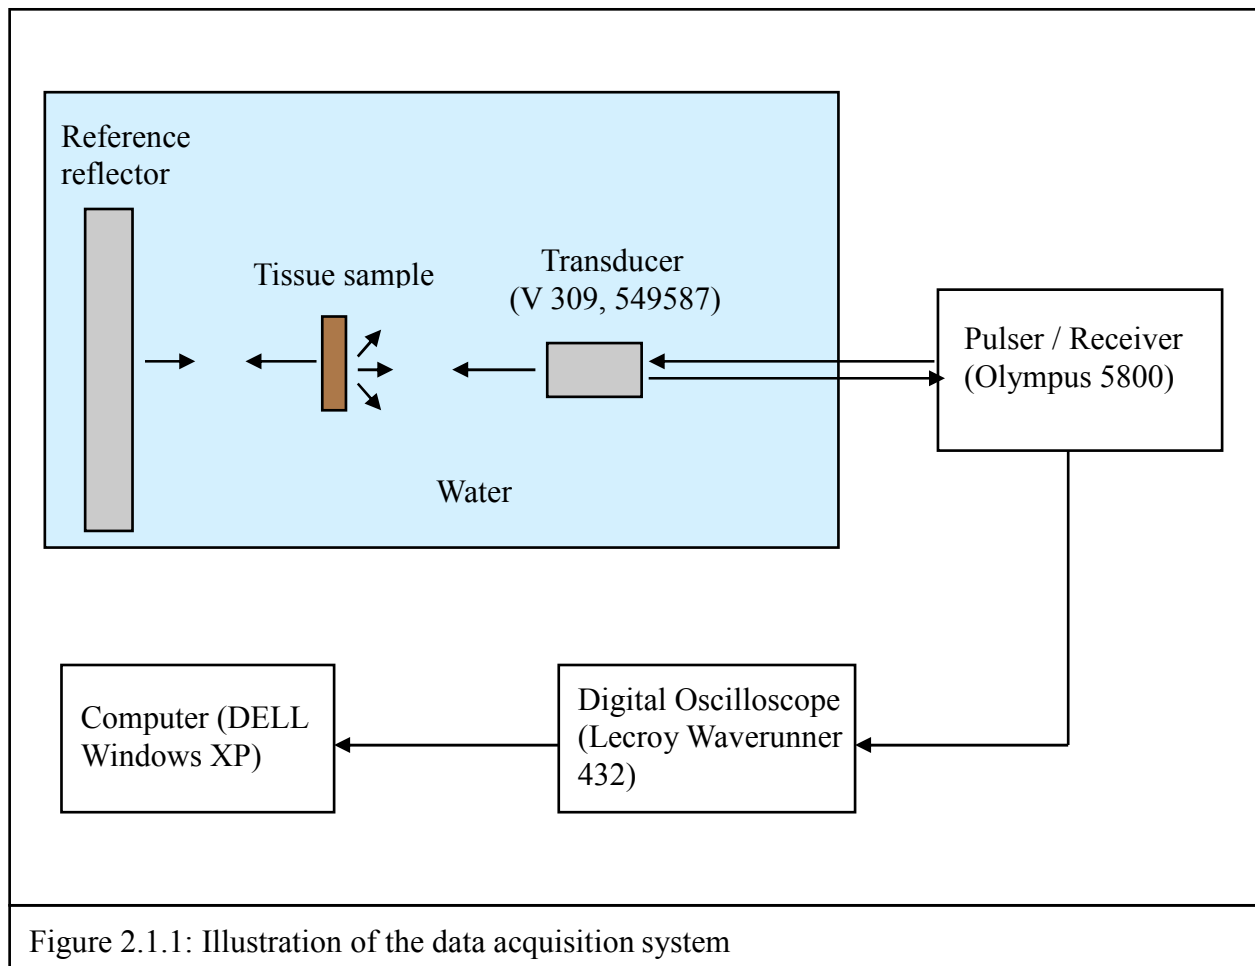 Reference
reflector
Tissue sample
Transducer
(V 309, 549587)
Pulser / Receiver
(Olympus 5800)
Water
Computer (DELL
Windows XP)
Digital Oscilloscope
(Lecroy Waverunner
432)
Figure 2.1.1: Illustration of the data acquisition system